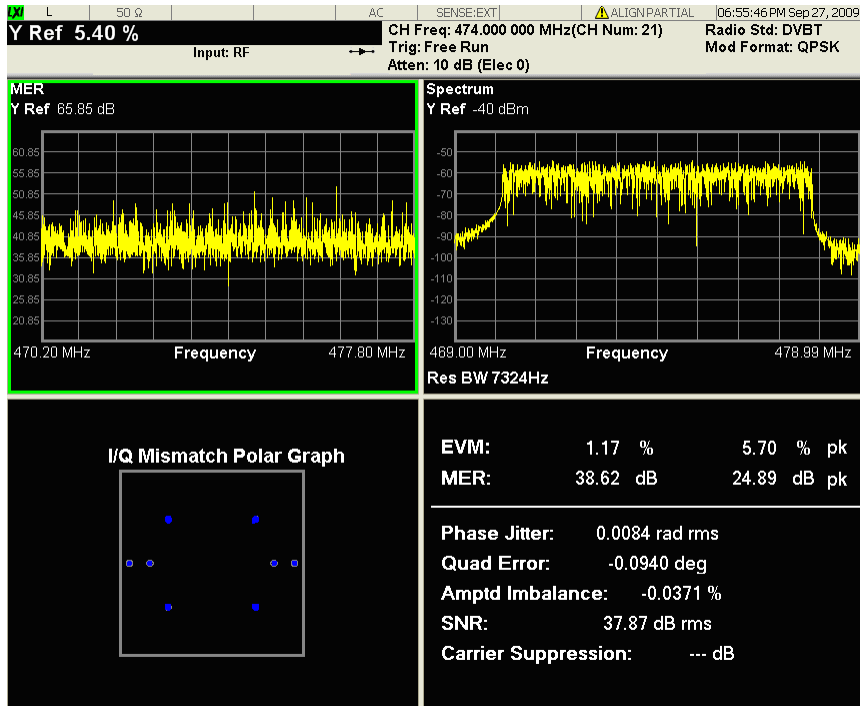 LXI L 50 Ω AC SENSE:EXT ALIGN PARTIAL 06:55:46 PM Sep 27, 2009
Y Ref 5.40 %
Input: RF
CH Freq: 474.000 000 MHz(CH Num: 21)
Trig: Free Run
Atten: 10 dB (Elec 0)
Radio Std: DVBT
Mod Format: QPSK
MER
Y Ref 65.85 dB
60.85
55.85
50.85
45.85
40.85
35.85
30.85
25.85
20.85
470.20 MHz Frequency 477.80 MHz
Spectrum
Y Ref -40 dBm
-50
-60
-70
-80
-90
-100
-110
-120
-130
469.00 MHz Frequency 478.99 MHz
Res BW 7324Hz
I/Q Mismatch Polar Graph
EVM: 1.17 % 5.70 % pk
MER: 38.62 dB 24.89 dB pk
Phase Jitter: 0.0084 rad rms
Quad Error: -0.0940 deg
Amptd Imbalance: -0.0371 %
SNR: 37.87 dB rms
Carrier Suppression: --- dB